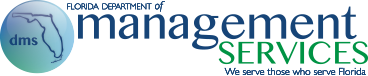 FLORIDA DEPARTMENT of
dms
management
SERVICES
We serve those who serve Florida